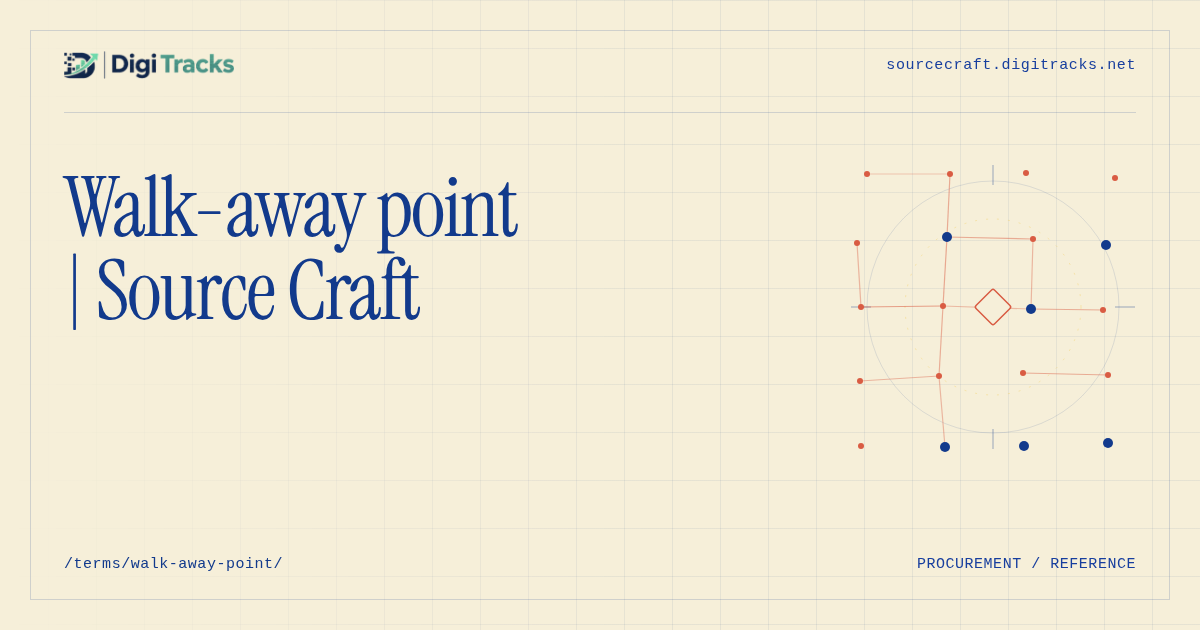 DigiTracks
sourcecraft.digitracks.net
Walk-away point
| Source Craft
/terms/walk-away-point/
PROCUREMENT / REFERENCE